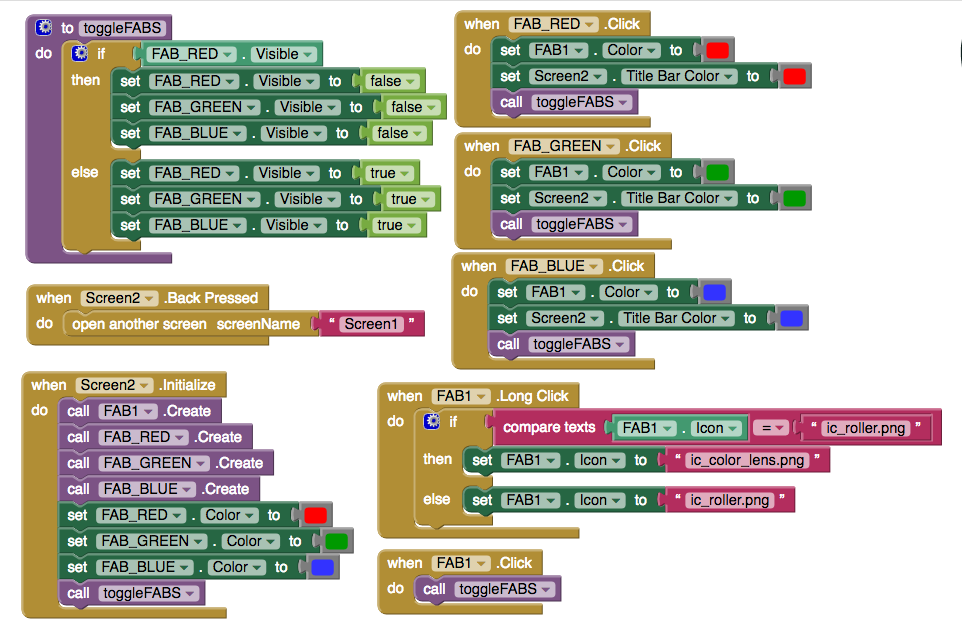 to toggleFABS
do if FAB_RED . Visible
then set FAB_RED . Visible to false
set FAB_GREEN . Visible to false
set FAB_BLUE . Visible to false
else set FAB_RED . Visible to true
set FAB_GREEN . Visible to true
set FAB_BLUE . Visible to true
when Screen2 .Back Pressed
do open another screen screenName " Screen1 "
when Screen2 .Initialize
do call FAB1 .Create
call FAB_RED .Create
call FAB_GREEN .Create
call FAB_BLUE .Create
set FAB_RED . Color to
set FAB_GREEN . Color to
set FAB_BLUE . Color to
call toggleFABS
when FAB_RED .Click
do set FAB1 . Color to
set Screen2 . Title Bar Color to
call toggleFABS
when FAB_GREEN .Click
do set FAB1 . Color to
set Screen2 . Title Bar Color to
call toggleFABS
when FAB_BLUE .Click
do set FAB1 . Color to
set Screen2 . Title Bar Color to
call toggleFABS
when FAB1 .Long Click
do if compare texts FAB1 . Icon = " ic_roller.png "
then set FAB1 . Icon to " ic_color_lens.png "
else set FAB1 . Icon to " ic_roller.png "
when FAB1 .Click
do call toggleFABS